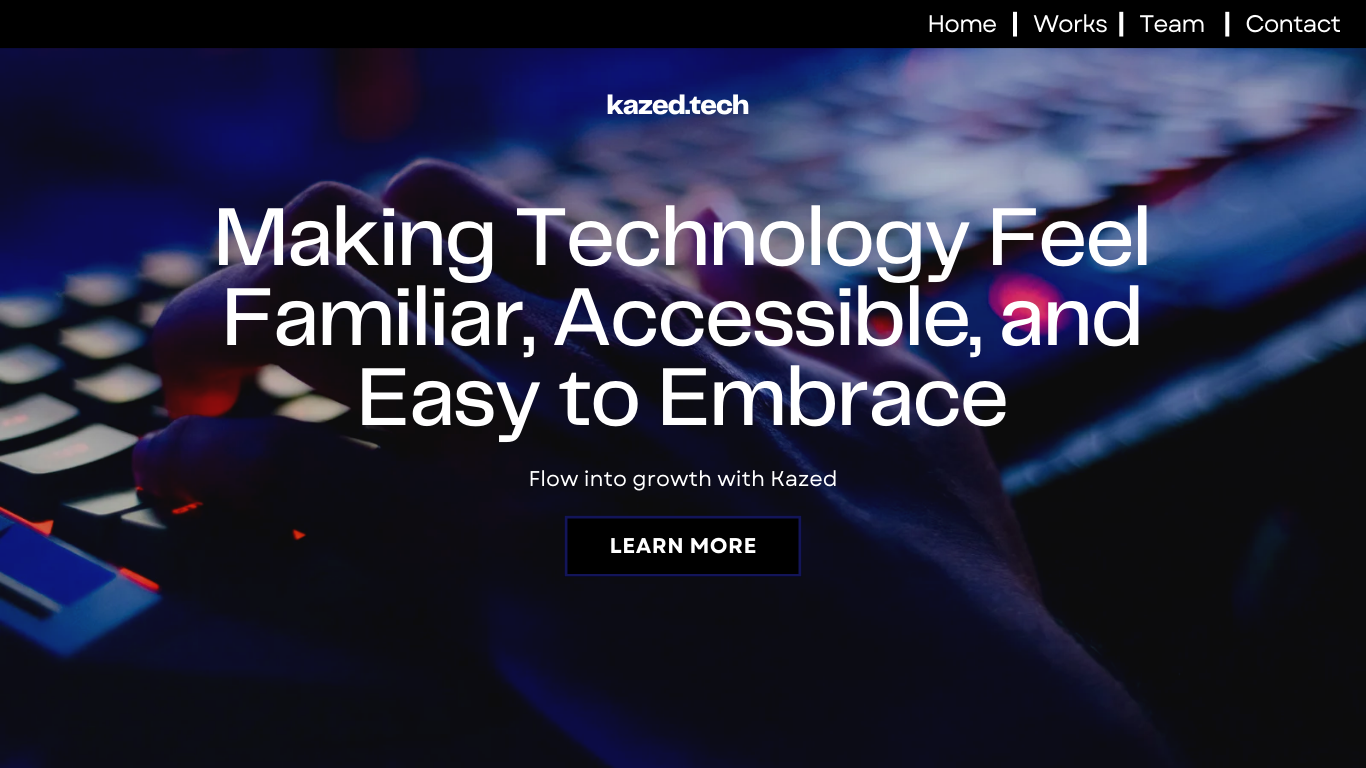 Home | Works | Team | Contact
kazed.tech
Making Technology Feel
Familiar, Accessible, and
Easy to Embrace
Flow into growth with Kazed
LEARN MORE